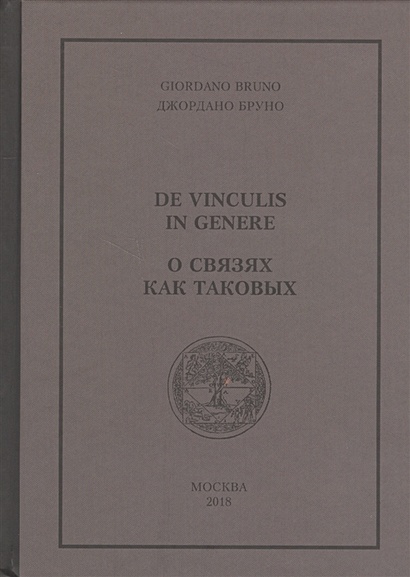 GIORDANO BRUNO
ДЖОРДАНО БРУНО
DE VINCULIS
IN GENERE
О СВЯЗЯХ
КАК ТАКОВЫХ
МОСКВА
2018